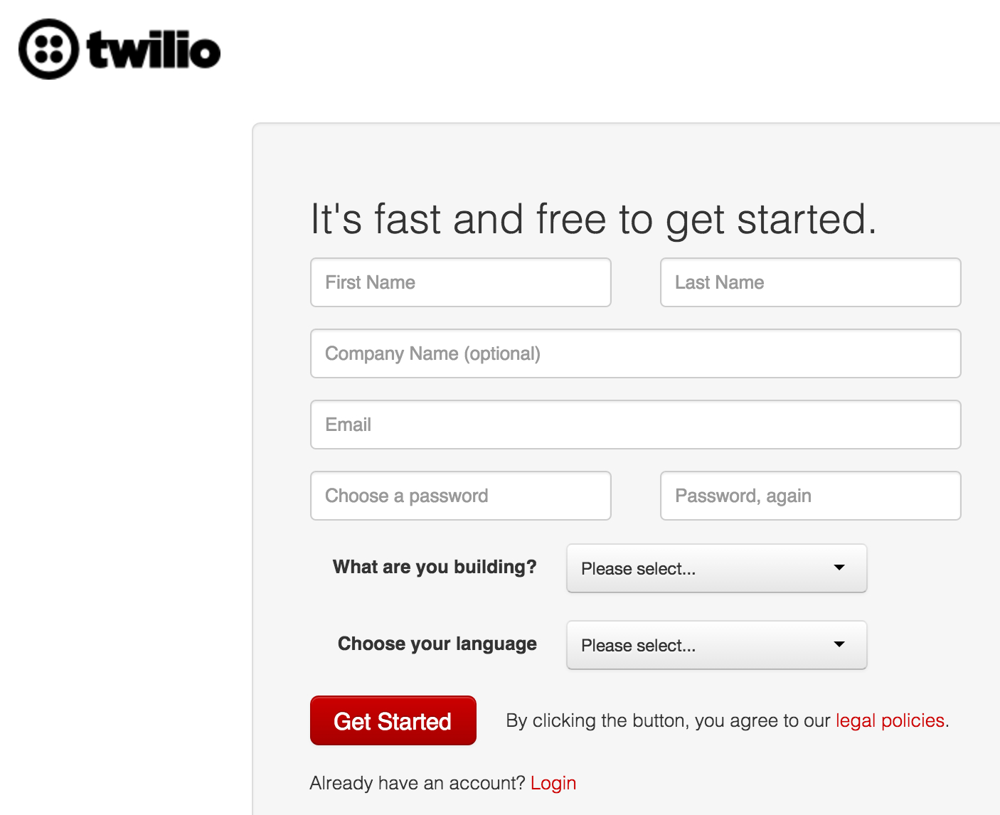 twilio
It's fast and free to get started.
First Name
Last Name
Company Name (optional)
Email
Choose a password
Password, again
What are you building?
Please select...
Choose your language
Please select...
Get Started
By clicking the button, you agree to our legal policies.
Already have an account? Login